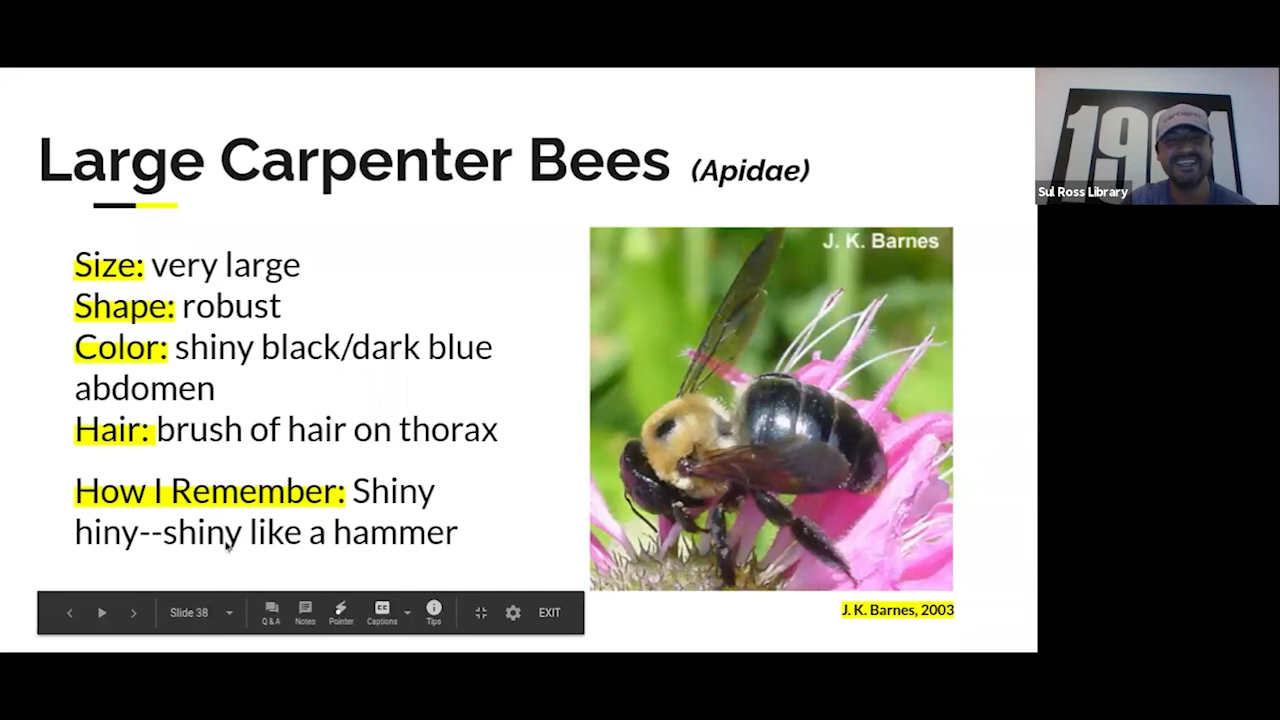 Large Carpenter Bees (Apidae)
Size: very large
Shape: robust
Color: shiny black/dark blue
abdomen
Hair: brush of hair on thorax
How I Remember: Shiny
hiny--shiny like a hammer
J. K. Barnes
J. K. Barnes, 2003
Slide 38
Q & A
Notes
Pointer
CC
Captions
Tips
EXIT
Sul Ross Library